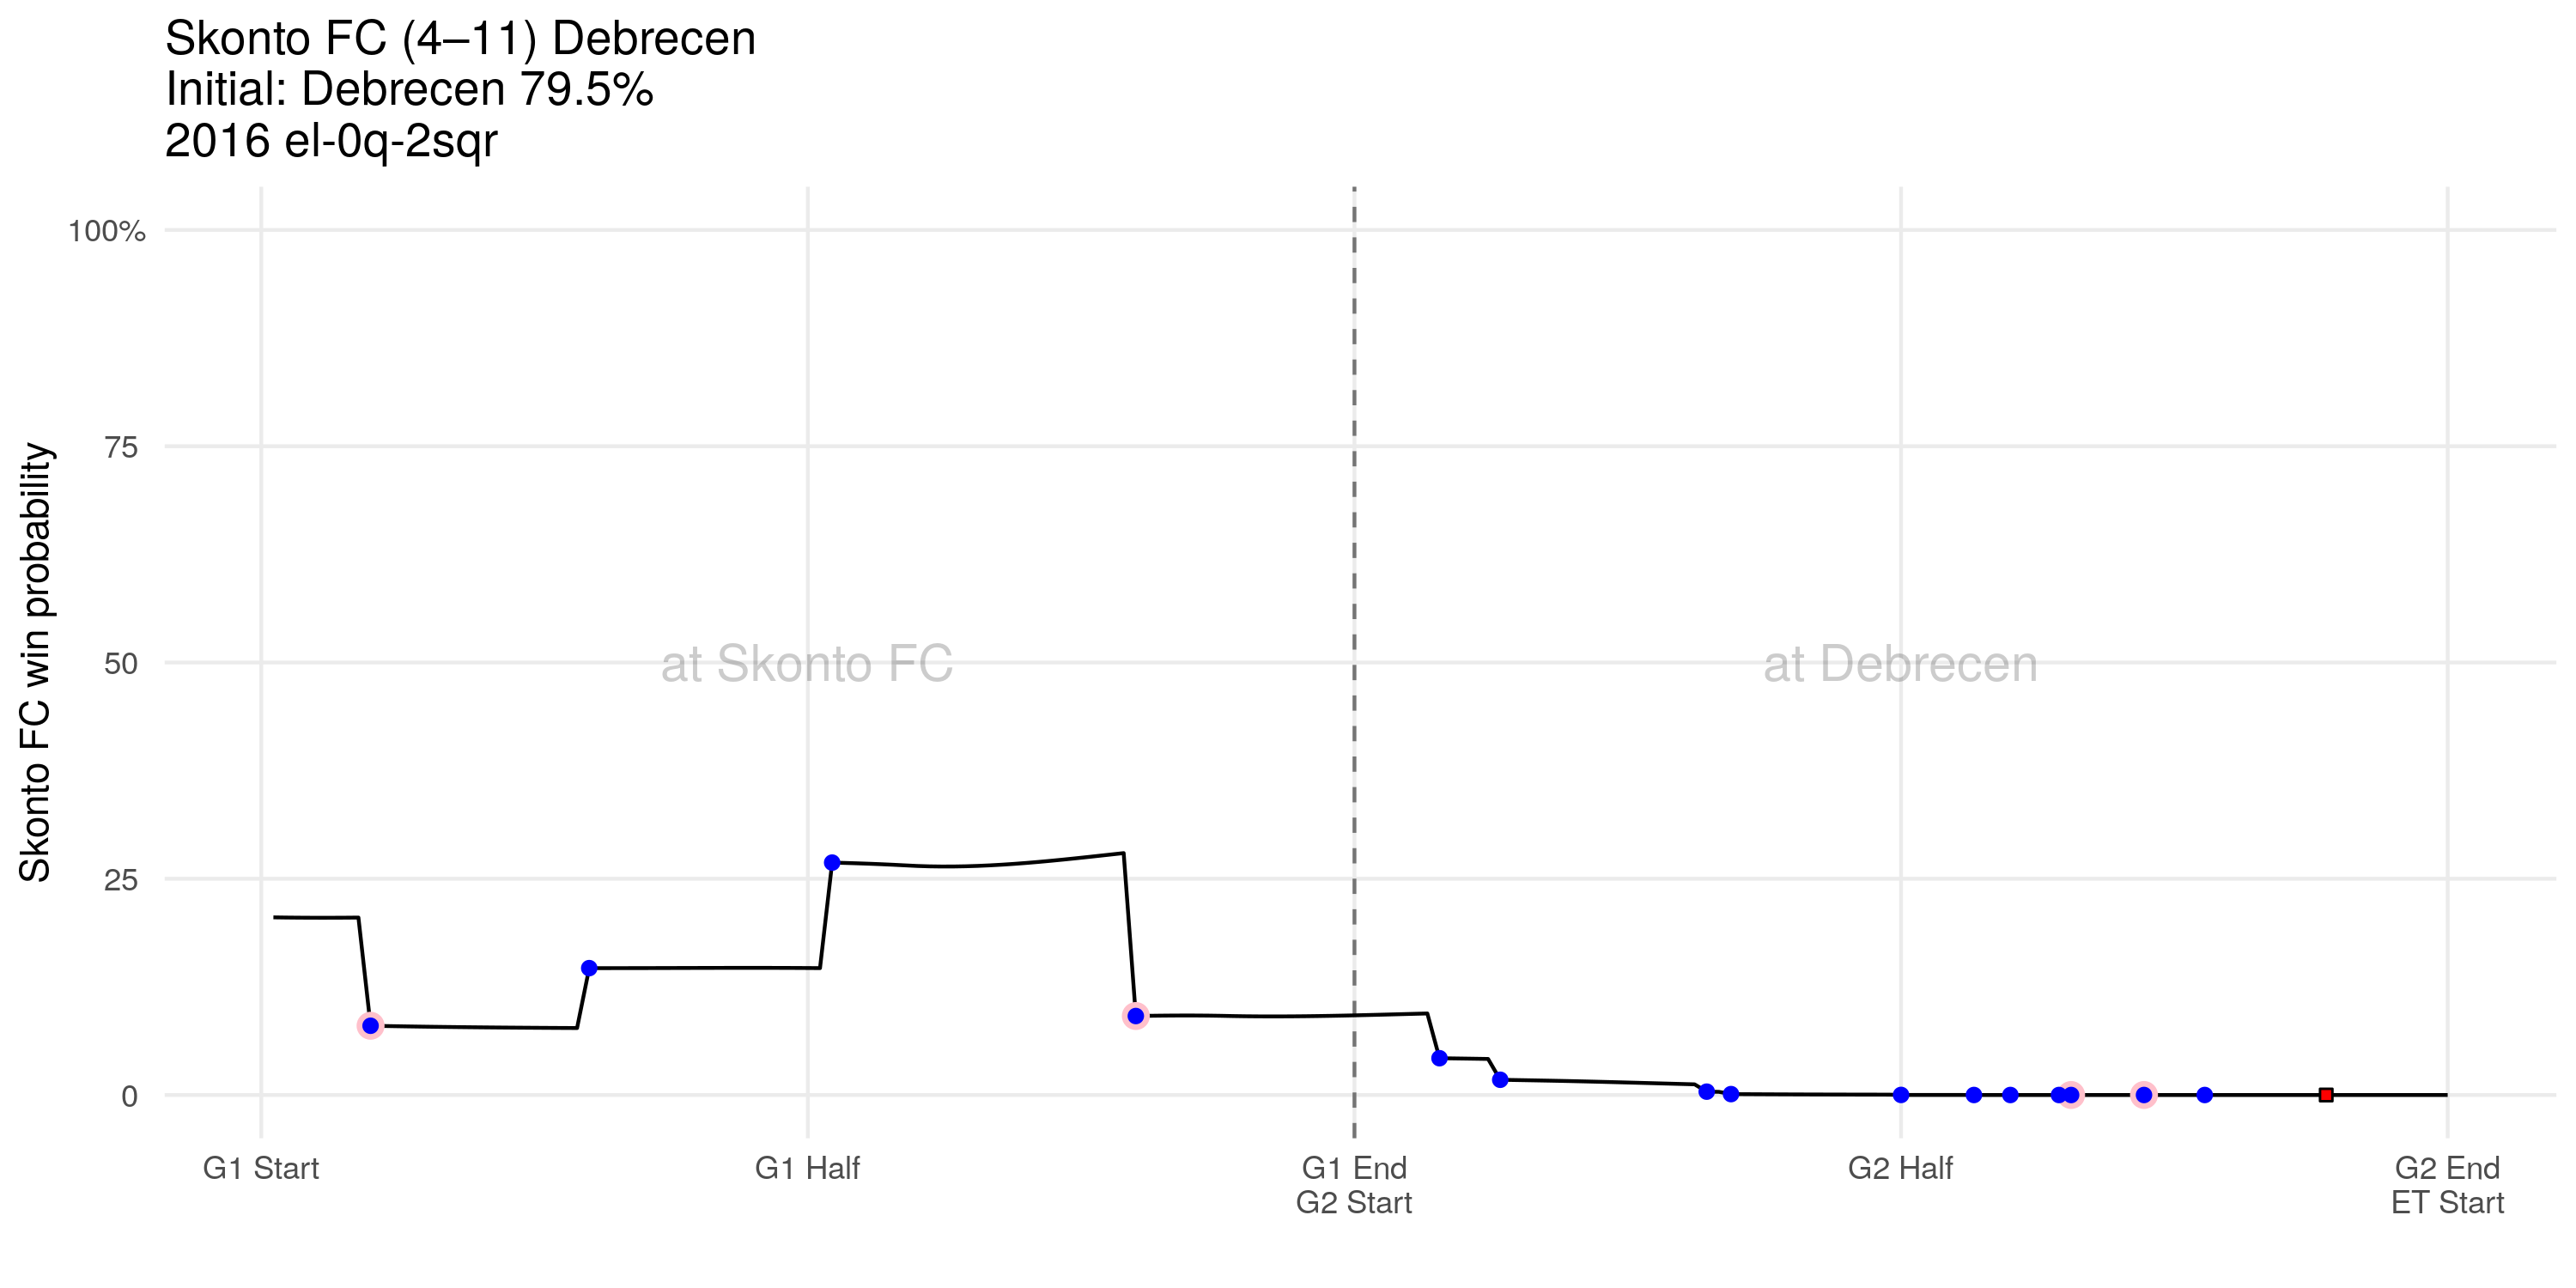 Skonto FC (4–11) Debrecen
Initial: Debrecen 79.5%
2016 el-0q-2sqr
Skonto FC win probability
100%
75
50
25
0
at Skonto FC
at Debrecen
G1 Start
G1 Half
G1 End
G2 Start
G2 Half
G2 End
ET Start